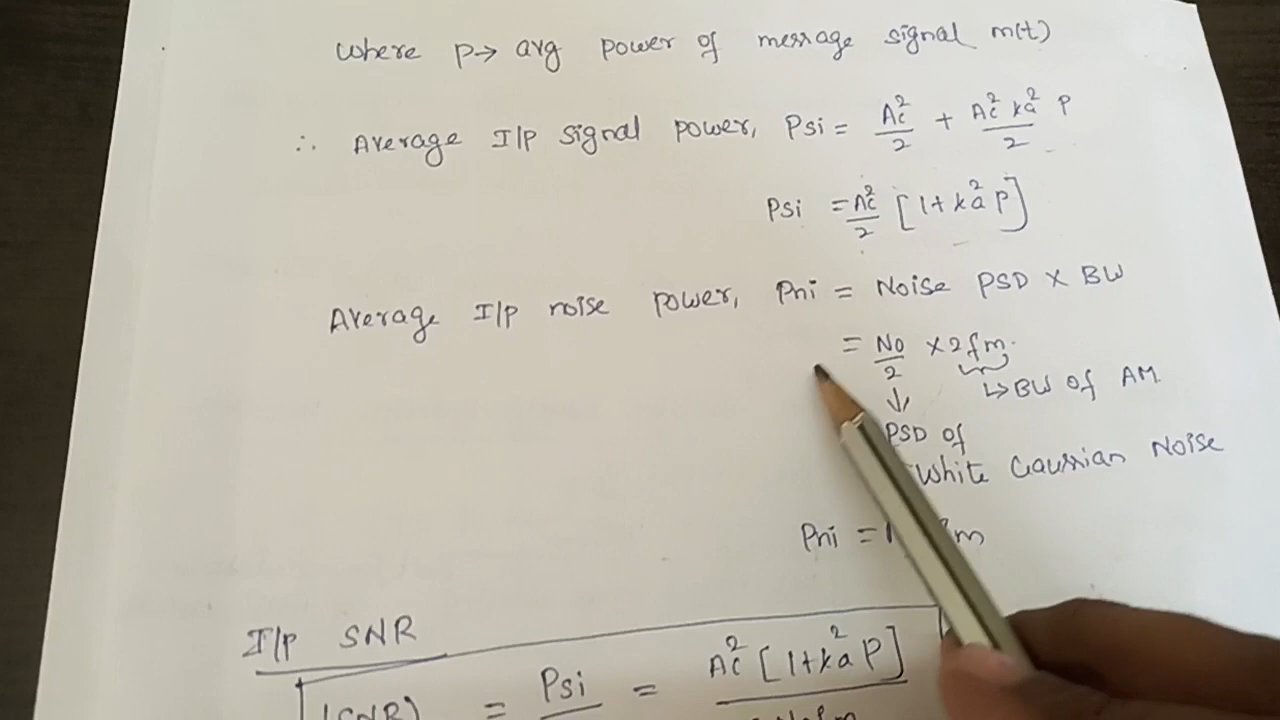 where P→ avg power of message signal m(t)
∴ Average I/p signal power, Psi = Ac²/2 + Ac² ka²/2 P
Psi = Ac²/2 [1+ka² P]
Average I/p noise power, Pni = Noise PSD × BW
= No/2 × 2fm.
↓ ↳BW of AM
PSD of
White Gaussian Noise
Pni =
I/p SNR
= Psi = Ac² [1+ka² P]